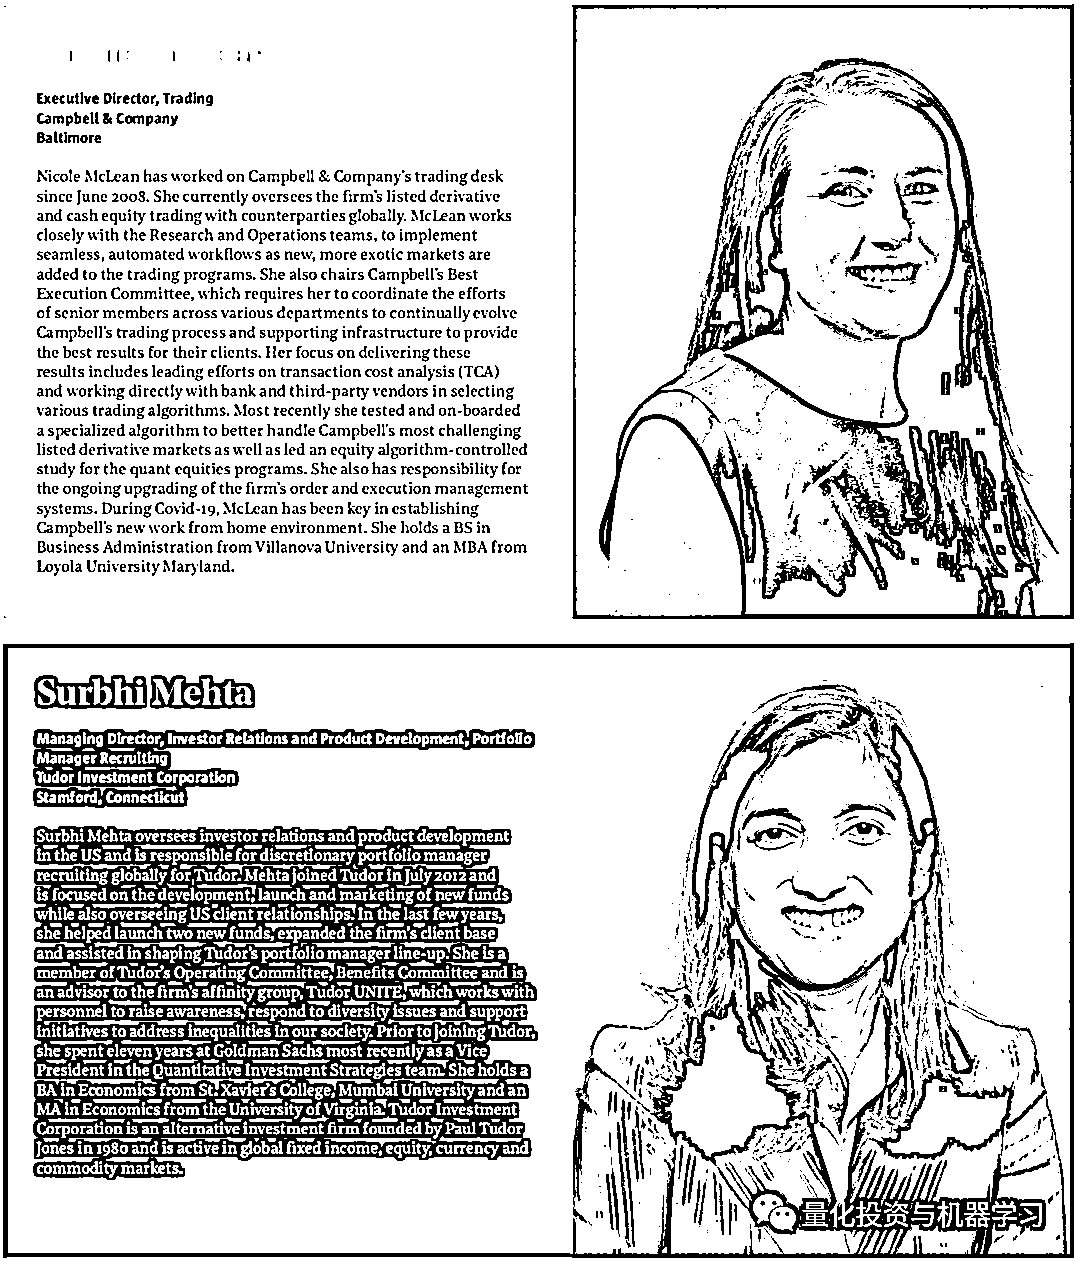 Executive Director, Trading
Campbell & Company
Baltimore
Nicole McLean has worked on Campbell & Company's trading desk
since June 2008. She currently oversees the firm's listed derivative
and cash equity trading with counterparties globally. McLean works
closely with the Research and Operations teams, to implement
seamless, automated workflows as new, more exotic markets are
added to the trading programs. She also chairs Campbell's Best
Execution Committee, which requires her to coordinate the efforts
of senior members across various departments to continually evolve
Campbell's trading process and supporting infrastructure to provide
the best results for their clients. Her focus on delivering these
results includes leading efforts on transaction cost analysis (TCA)
and working directly with bank and third-party vendors in selecting
various trading algorithms. Most recently she tested and on-boarded
a specialized algorithm to better handle Campbell's most challenging
listed derivative markets as well as led an equity algorithm-controlled
study for the quant equities programs. She also has responsibility for
the ongoing upgrading of the firm's order and execution management
systems. During Covid-19, McLean has been key in establishing
Campbell's new work from home environment. She holds a BS in
Business Administration from Villanova University and an MBA from
Loyola University Maryland.
Surbhi Mehta
Managing Director, Investor Relations and Product Development, Portfolio
Manager Recruiting
Tudor Investment Corporation
Stamford, Connecticut
Surbhi Mehta oversees investor relations and product development
in the US and is responsible for discretionary portfolio manager
recruiting globally for Tudor. Mehta joined Tudor in July 2012 and
is focused on the development, launch and marketing of new funds
while also overseeing US client relationships. In the last few years,
she helped launch two new funds, expanded the firm's client base
and assisted in shaping Tudor's portfolio manager line-up. She is a
member of Tudor's Operating Committee, Benefits Committee and is
an advisor to the firm's affinity group, Tudor UNITE, which works with
personnel to raise awareness, respond to diversity issues and support
initiatives to address inequalities in our society. Prior to joining Tudor,
she spent eleven years at Goldman Sachs most recently as a Vice
President in the Quantitative Investment Strategies team. She holds a
BA in Economics from St. Xavier's College, Mumbai University and an
MA in Economics from the University of Virginia. Tudor Investment
Corporation is an alternative investment firm founded by Paul Tudor
Jones in 1980 and is active in global fixed income, equity, currency and
commodity markets.
量化投资与机器学习